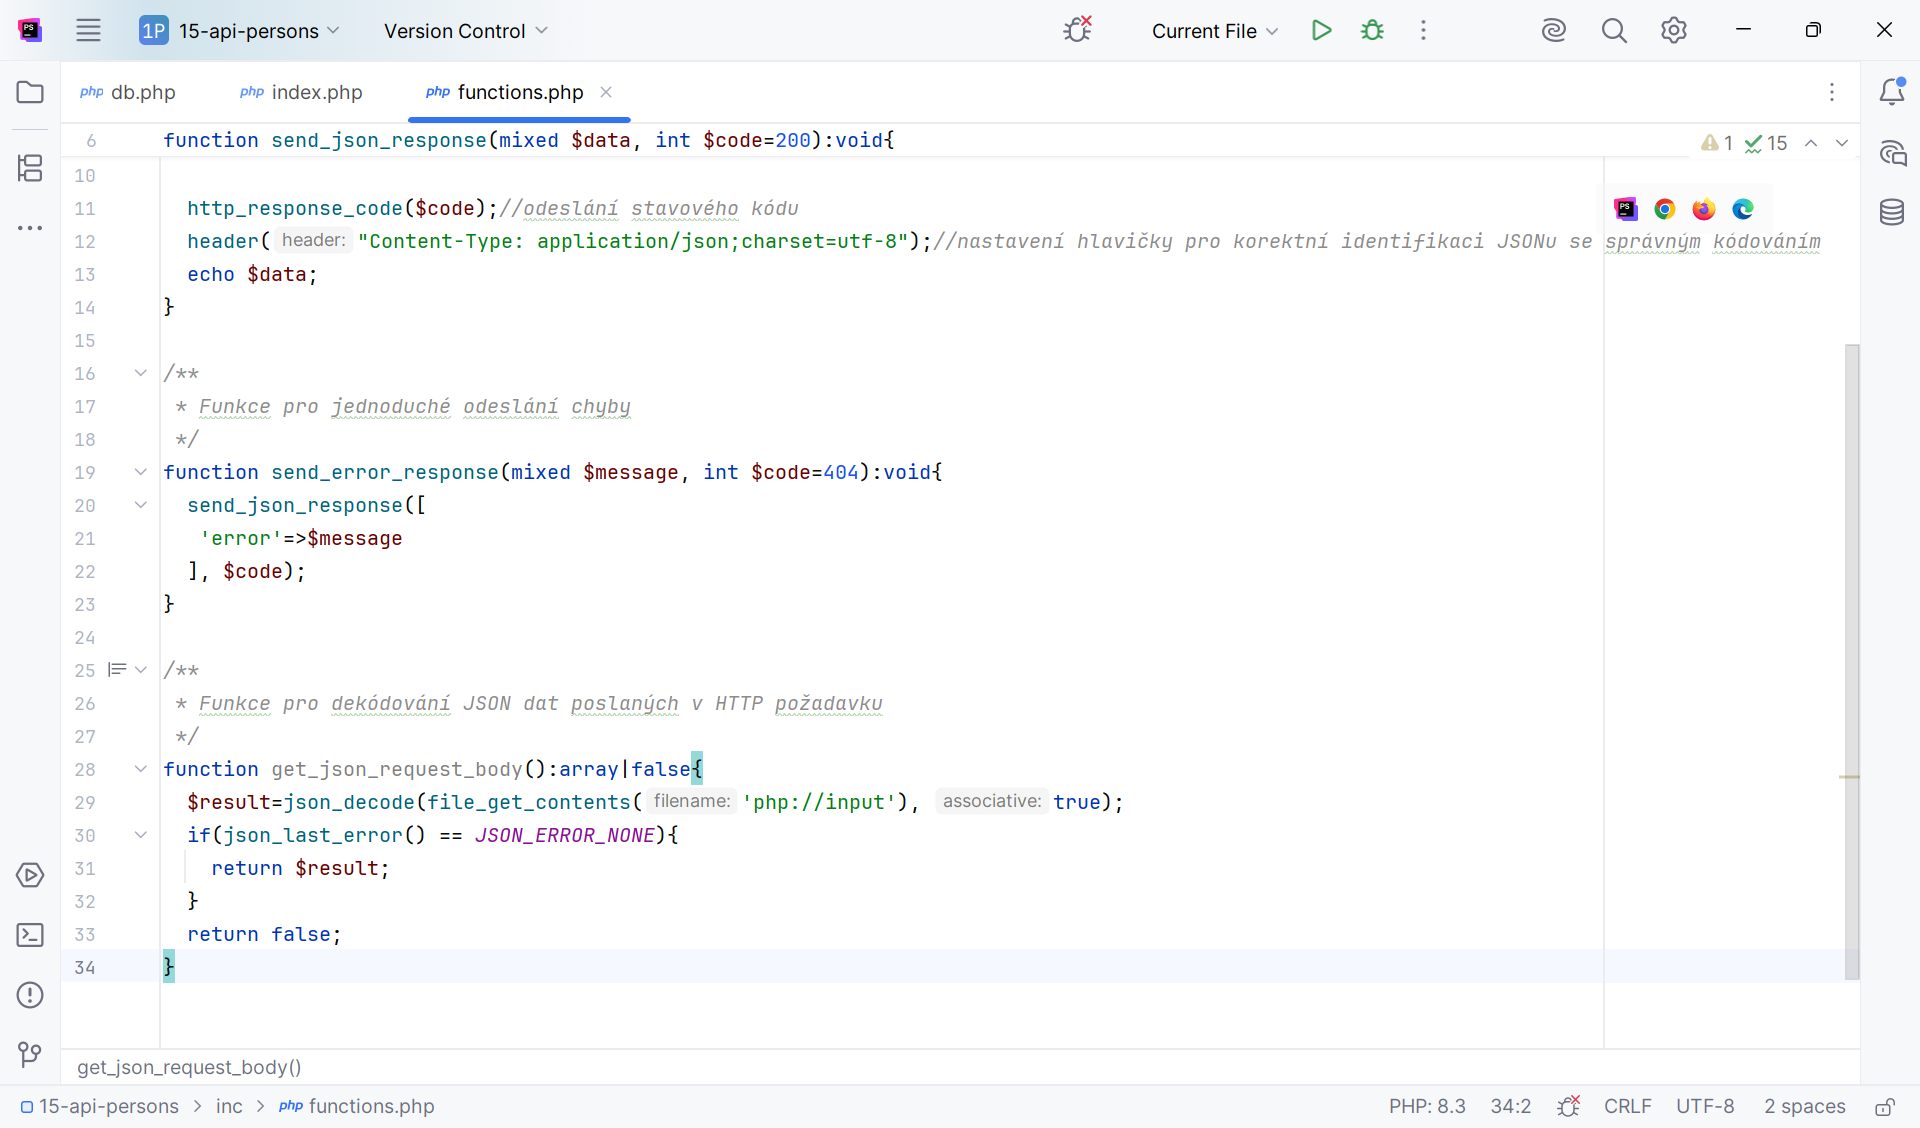 PS 1P 15-api-persons Version Control Current File
php db.php php index.php php functions.php
6 function send_json_response(mixed $data, int $code=200):void{ 1 15
10
11 http_response_code($code);//odeslání stavového kódu PS
12 header( header: "Content-Type: application/json;charset=utf-8");//nastavení hlavičky pro korektní identifikaci JSONu se správným kódováním
13 echo $data;
14 }
15
16 /**
17 * Funkce pro jednoduché odeslání chyby
18 */
19 function send_error_response(mixed $message, int $code=404):void{
20 send_json_response([
21 'error'=>$message
22 ], $code);
23 }
24
25 /**
26 * Funkce pro dekódování JSON dat poslaných v HTTP požadavku
27 */
28 function get_json_request_body():array|false{
29 $result=json_decode(file_get_contents( filename: 'php://input'), associative: true);
30 if(json_last_error() == JSON_ERROR_NONE){
31 return $result;
32 }
33 return false;
34 }
get_json_request_body()
15-api-persons > inc > php functions.php PHP: 8.3 34:2 CRLF UTF-8 2 spaces